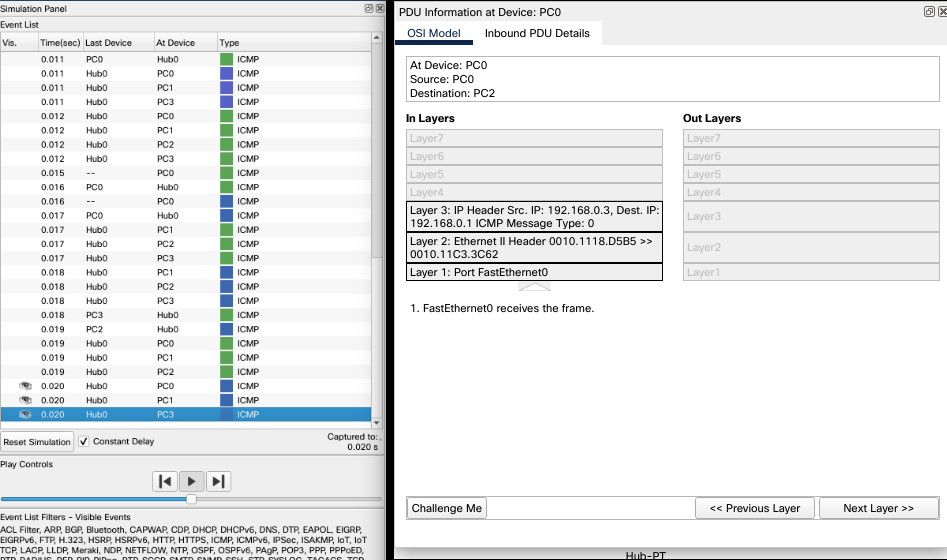 Simulation Panel
Event List
Vis. Time(sec) Last Device At Device Type
0.011 PC0 Hub0 ICMP
0.011 Hub0 PC0 ICMP
0.011 Hub0 PC1 ICMP
0.011 Hub0 PC3 ICMP
0.012 Hub0 PC0 ICMP
0.012 Hub0 PC1 ICMP
0.012 Hub0 PC2 ICMP
0.012 Hub0 PC3 ICMP
0.015 -- PC0 ICMP
0.016 PC0 Hub0 ICMP
0.016 -- PC0 ICMP
0.017 PC0 Hub0 ICMP
0.017 Hub0 PC1 ICMP
0.017 Hub0 PC2 ICMP
0.017 Hub0 PC3 ICMP
0.018 Hub0 PC1 ICMP
0.018 Hub0 PC2 ICMP
0.018 Hub0 PC3 ICMP
0.018 PC3 Hub0 ICMP
0.019 PC2 Hub0 ICMP
0.019 Hub0 PC0 ICMP
0.019 Hub0 PC1 ICMP
0.019 Hub0 PC2 ICMP
0.020 Hub0 PC0 ICMP
0.020 Hub0 PC1 ICMP
0.020 Hub0 PC3 ICMP
Reset Simulation Constant Delay Captured to:
0.020 s
Play Controls
Event List Filters - Visible Events
ACL Filter, ARP, BGP, Bluetooth, CAPWAP, CDP, DHCP, DHCPv6, DNS, DTP, EAPOL, EIGRP,
EIGRPv6, FTP, H.323, HSRP, HSRPv6, HTTP, HTTPS, ICMP, ICMPv6, IPSec, ISAKMP, IoT, IoT
TCP, LACP, LLDP, Meraki, NDP, NETFLOW, NTP, OSPF, OSPFv6, PAgP, POP3, PPP, PPPoED,
PDU Information at Device: PC0
OSI Model Inbound PDU Details
At Device: PC0
Source: PC0
Destination: PC2
In Layers Out Layers
Layer7 Layer7
Layer6 Layer6
Layer5 Layer5
Layer4 Layer4
Layer 3: IP Header Src. IP: 192.168.0.3, Dest. IP:
192.168.0.1 ICMP Message Type: 0
Layer3
Layer 2: Ethernet II Header 0010.1118.D5B5 >>
0010.11C3.3C62
Layer2
Layer 1: Port FastEthernet0 Layer1
1. FastEthernet0 receives the frame.
Challenge Me << Previous Layer Next Layer >>
Hub-PT